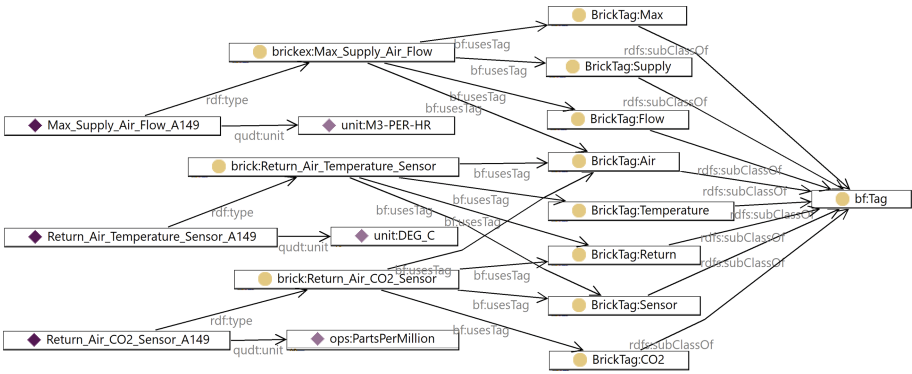 BrickTag:Max
bf:usesTag
rdfs:subClassOf
brickex:Max_Supply_Air_Flow
bf:usesTag
BrickTag:Supply
rdf:type
bf:usesTag
bf:usesTag
rdfs:subClassOf
BrickTag:Flow
Max_Supply_Air_Flow_A149
qudt:unit
unit:M3-PER-HR
brick:Return_Air_Temperature_Sensor
bf:usesTag
BrickTag:Air
rdfs:subClassOf
rdfs:subClassOf
bf:Tag
rdf:type
bf:usesTag
bf:usesTag
BrickTag:Temperature
rdfs:subClassOf
Return_Air_Temperature_Sensor_A149
qudt:unit
unit:DEG_C
rdfs:subClassOf
BrickTag:Return
rdfs:subClassOf
brick:Return_Air_CO2_Sensor
bf:usesTag
bf:usesTag
bf:usesTag
BrickTag:Sensor
rdf:type
bf:usesTag
Return_Air_CO2_Sensor_A149
qudt:unit
ops:PartsPerMillion
rdfs:subClassOf
BrickTag:CO2